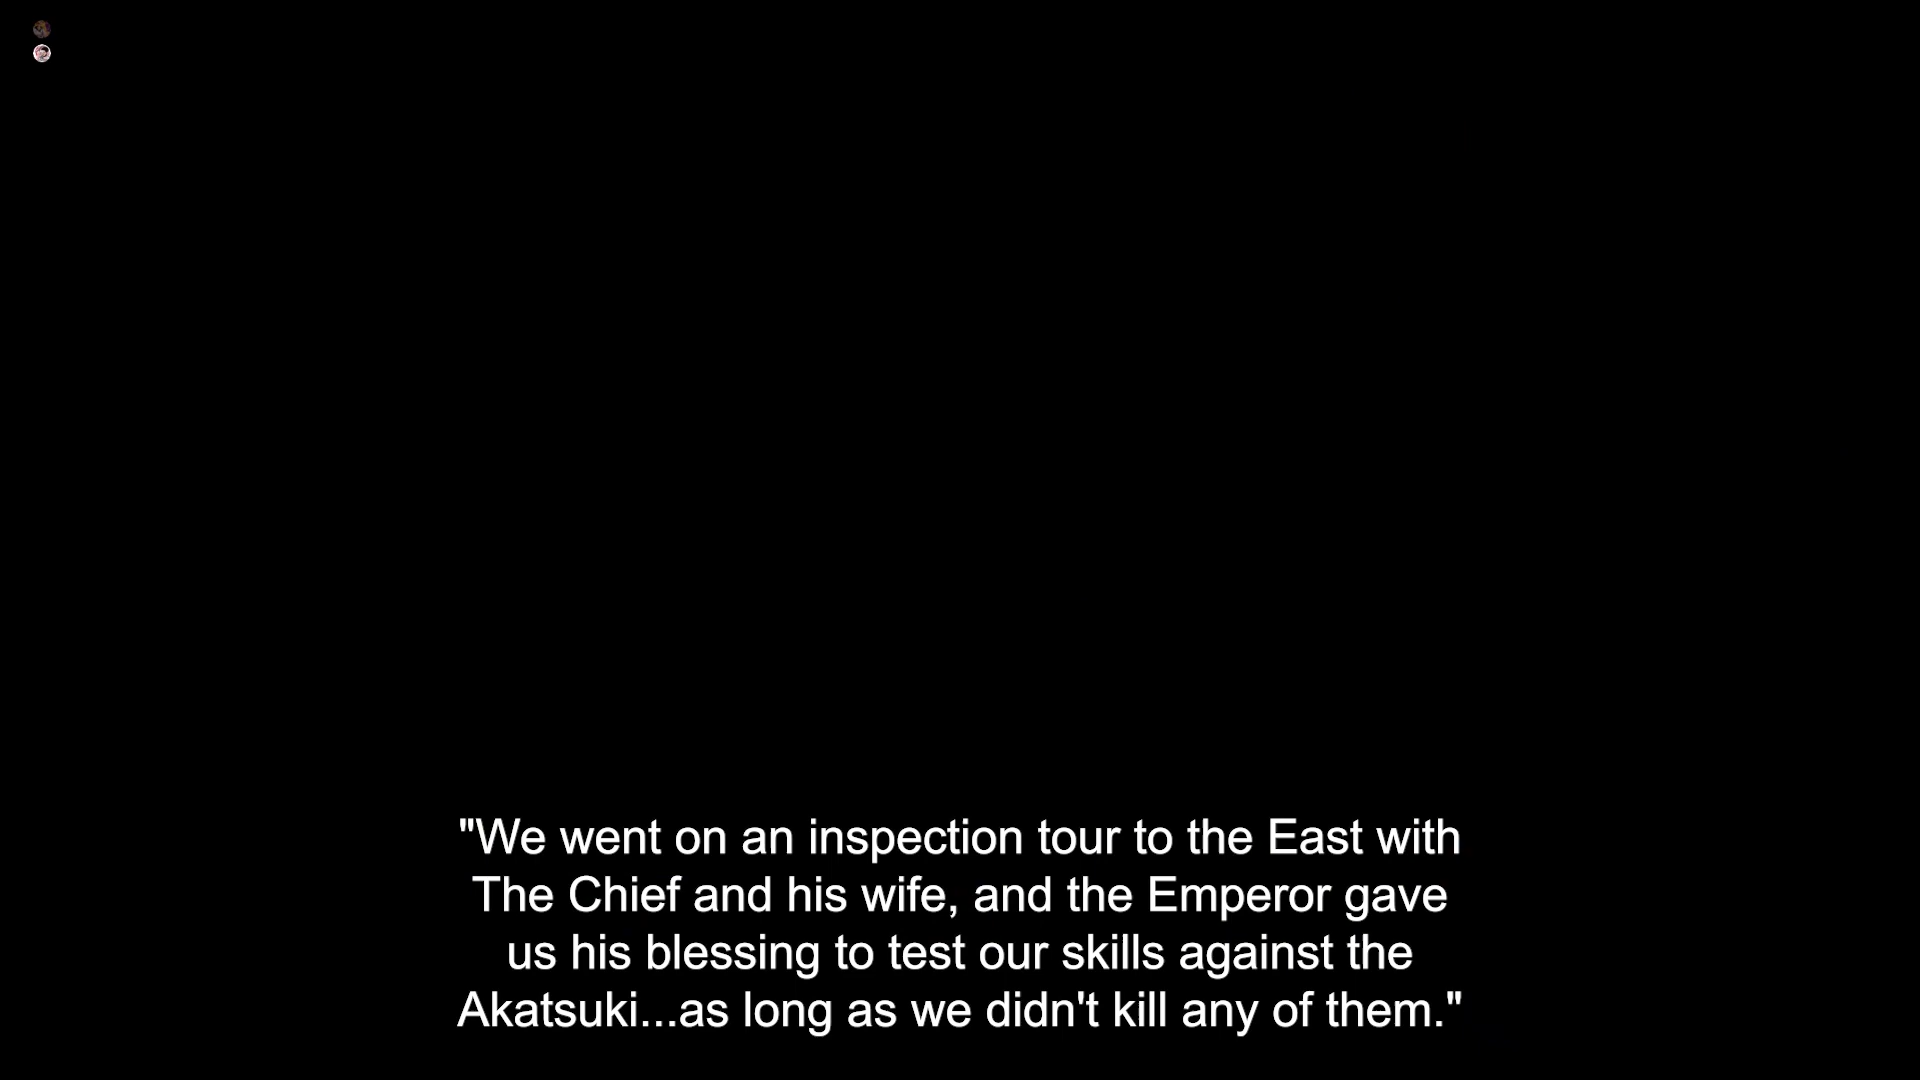 "We went on an inspection tour to the East with
The Chief and his wife, and the Emperor gave
us his blessing to test our skills against the
Akatsuki...as long as we didn't kill any of them."